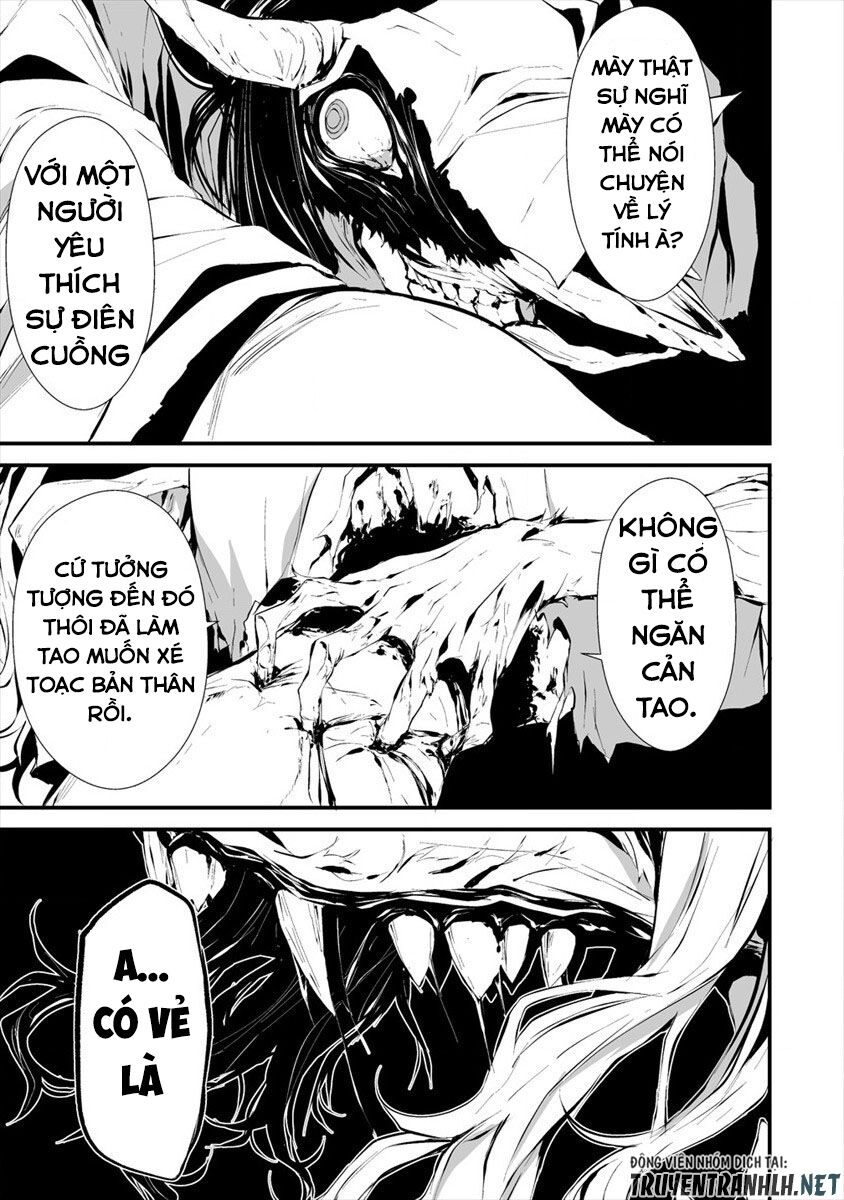 MÀY THẬT
SỰ NGHĨ
MÀY CÓ
THỂ NÓI
CHUYỆN
VỀ LÝ
TÍNH À?
VỚI MỘT
NGƯỜI
YÊU
THÍCH
SỰ ĐIÊN
CUỒNG
KHÔNG
GÌ CÓ
THỂ
NGĂN
CẢN
TAO.
CỨ TƯỞNG
TƯỢNG ĐẾN ĐÓ
THÔI ĐÃ LÀM
TAO MUỐN XÉ
TOẠC BẢN THÂN
RỒI.
A...
CÓ VẺ
LÀ
ĐỘNG VIÊN NHÓM DỊCH TẠI:
TRUYENTRANHLH.NET